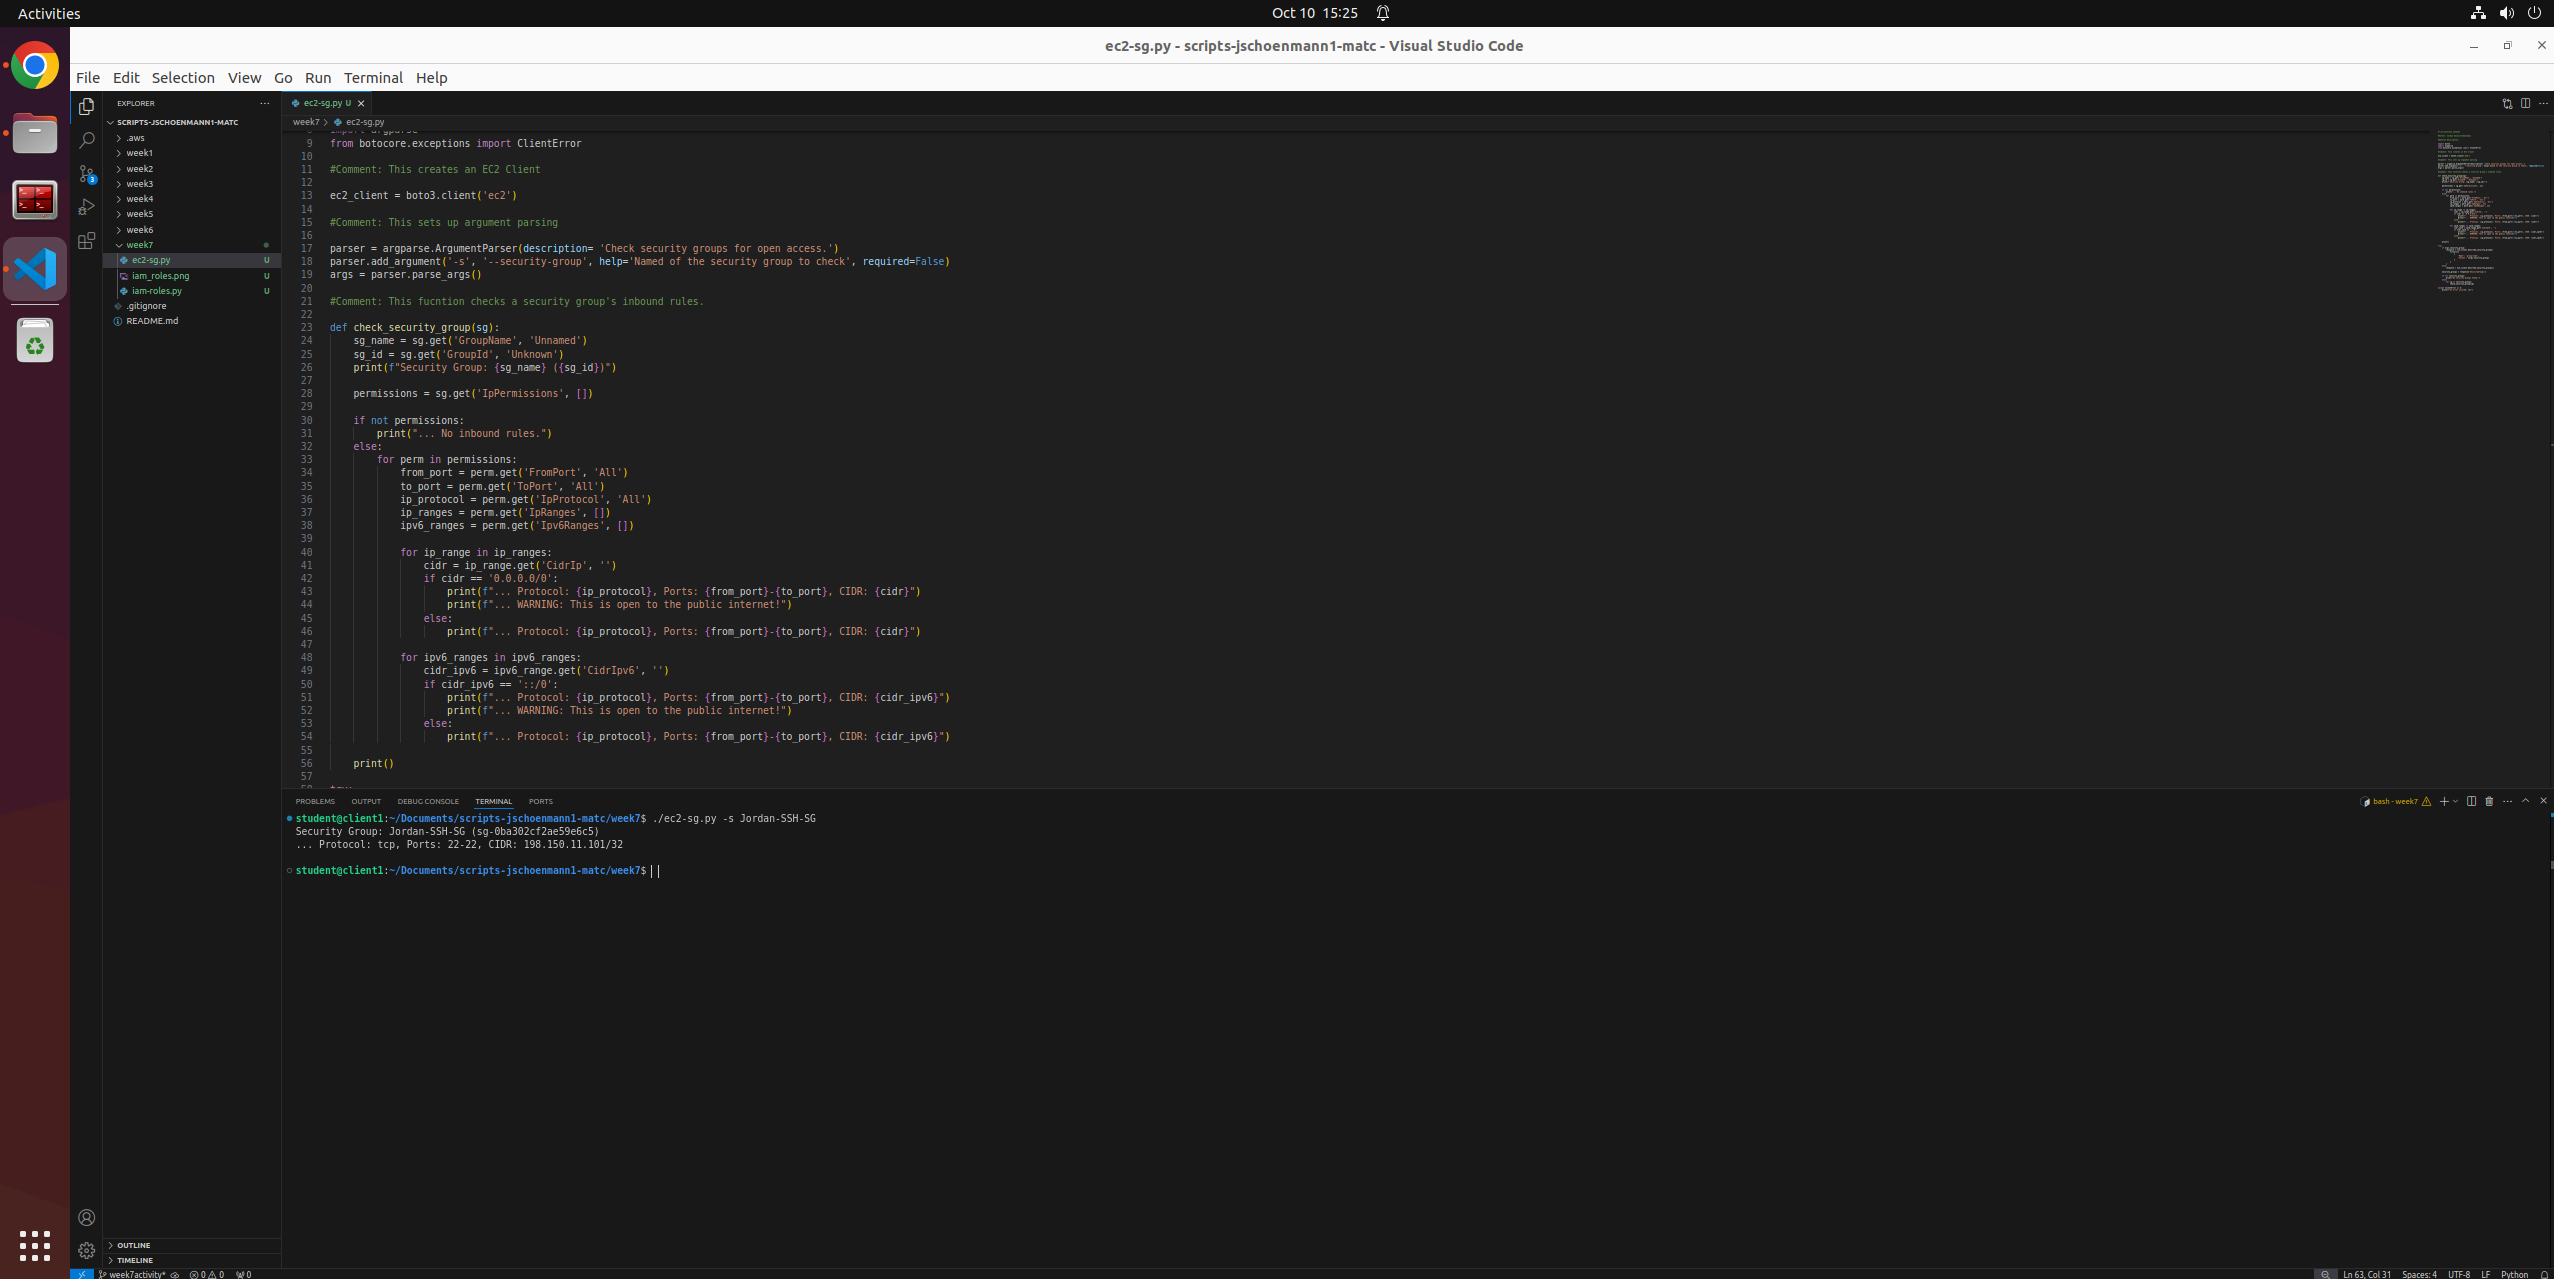 Activities
Oct 10 15:25
ec2-sg.py - scripts-jschoenmann1-matc - Visual Studio Code
File Edit Selection View Go Run Terminal Help
EXPLORER
SCRIPTS-JSCHOENMANN1-MATC
.aws
week1
week2
week3
week4
week5
week6
week7
ec2-sg.py U
iam_roles.png U
iam-roles.py U
.gitignore
README.md
OUTLINE
TIMELINE
3
ec2-sg.py U
week7 > ec2-sg.py
import argparse
9 from botocore.exceptions import ClientError
10
11 #Comment: This creates an EC2 Client
12
13 ec2_client = boto3.client('ec2')
14
15 #Comment: This sets up argument parsing
16
17 parser = argparse.ArgumentParser(description= 'Check security groups for open access.')
18 parser.add_argument('-s', '--security-group', help='Named of the security group to check', required=False)
19 args = parser.parse_args()
20
21 #Comment: This fucntion checks a security group's inbound rules.
22
23 def check_security_group(sg):
24 sg_name = sg.get('GroupName', 'Unnamed')
25 sg_id = sg.get('GroupId', 'Unknown')
26 print(f"Security Group: {sg_name} ({sg_id})")
27
28 permissions = sg.get('IpPermissions', [])
29
30 if not permissions:
31 print("... No inbound rules.")
32 else:
33 for perm in permissions:
34 from_port = perm.get('FromPort', 'All')
35 to_port = perm.get('ToPort', 'All')
36 ip_protocol = perm.get('IpProtocol', 'All')
37 ip_ranges = perm.get('IpRanges', [])
38 ipv6_ranges = perm.get('Ipv6Ranges', [])
39
40 for ip_range in ip_ranges:
41 cidr = ip_range.get('CidrIp', '')
42 if cidr == '0.0.0.0/0':
43 print(f"... Protocol: {ip_protocol}, Ports: {from_port}-{to_port}, CIDR: {cidr}")
44 print(f"... WARNING: This is open to the public internet!")
45 else:
46 print(f"... Protocol: {ip_protocol}, Ports: {from_port}-{to_port}, CIDR: {cidr}")
47
48 for ipv6_ranges in ipv6_ranges:
49 cidr_ipv6 = ipv6_range.get('CidrIpv6', '')
50 if cidr_ipv6 == '::/0':
51 print(f"... Protocol: {ip_protocol}, Ports: {from_port}-{to_port}, CIDR: {cidr_ipv6}")
52 print(f"... WARNING: This is open to the public internet!")
53 else:
54 print(f"... Protocol: {ip_protocol}, Ports: {from_port}-{to_port}, CIDR: {cidr_ipv6}")
55
56 print()
57
PROBLEMS OUTPUT DEBUG CONSOLE TERMINAL PORTS
bash - week7
student@client1:~/Documents/scripts-jschoenmann1-matc/week7$ ./ec2-sg.py -s Jordan-SSH-SG
Security Group: Jordan-SSH-SG (sg-0ba302cf2ae59e6c5)
... Protocol: tcp, Ports: 22-22, CIDR: 198.150.11.101/32
student@client1:~/Documents/scripts-jschoenmann1-matc/week7$
week7activity* 0 0 0
Ln 63, Col 31 Spaces: 4 UTF-8 LF Python